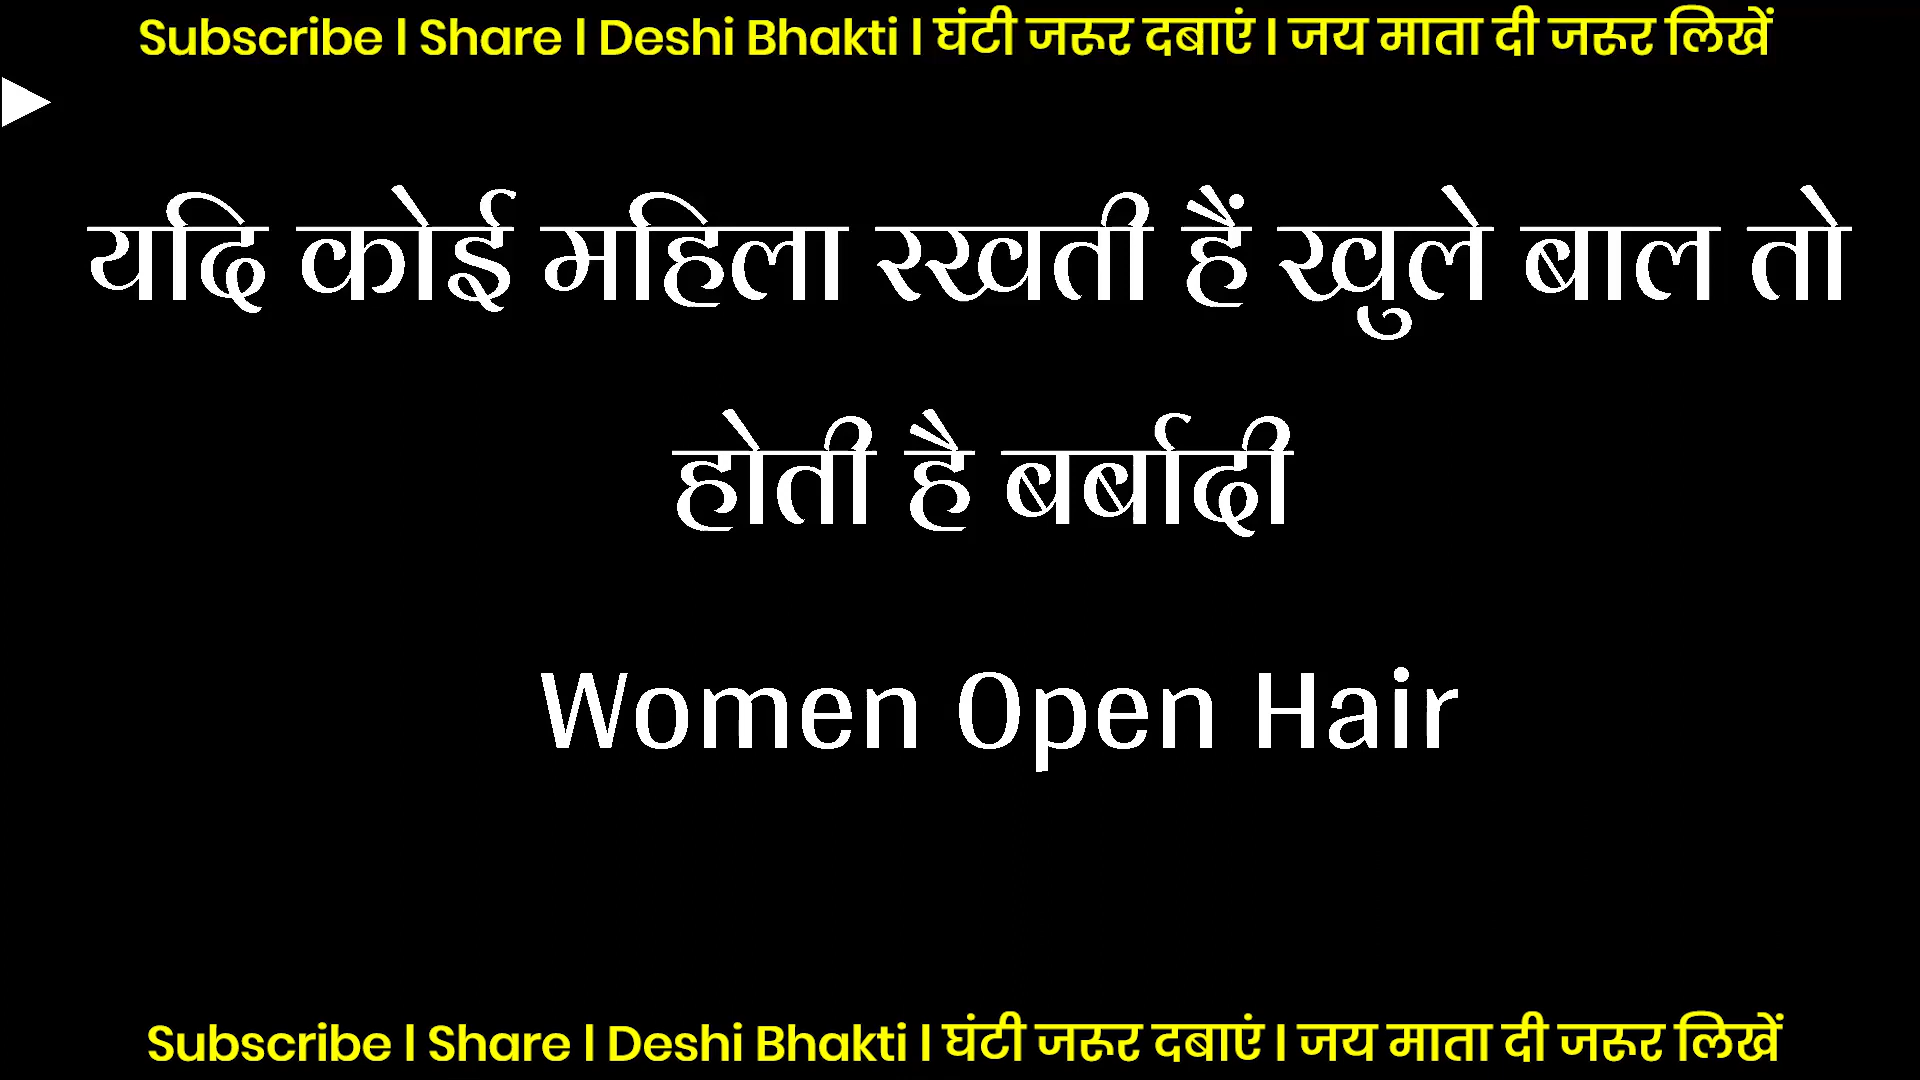 Subscribe l Share l Deshi Bhakti l घंटी जरूर दबाएं l जय माता दी जरूर लिखें
यदि कोई महिला रखती हैं खुले बाल तो
होती है बर्बादी
Women Open Hair
Subscribe l Share l Deshi Bhakti l घंटी जरूर दबाएं l जय माता दी जरूर लिखें